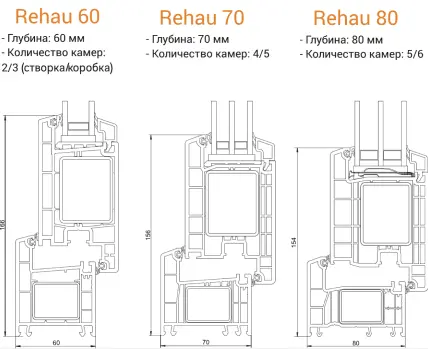 Rehau 60
- Глубина: 60 мм
- Количество камер:
2/3 (створка/коробка)
Rehau 70
- Глубина: 70 мм
- Количество камер: 4/5
Rehau 80
- Глубина: 80 мм
- Количество камер: 5/6
166
156
154
60
70
80